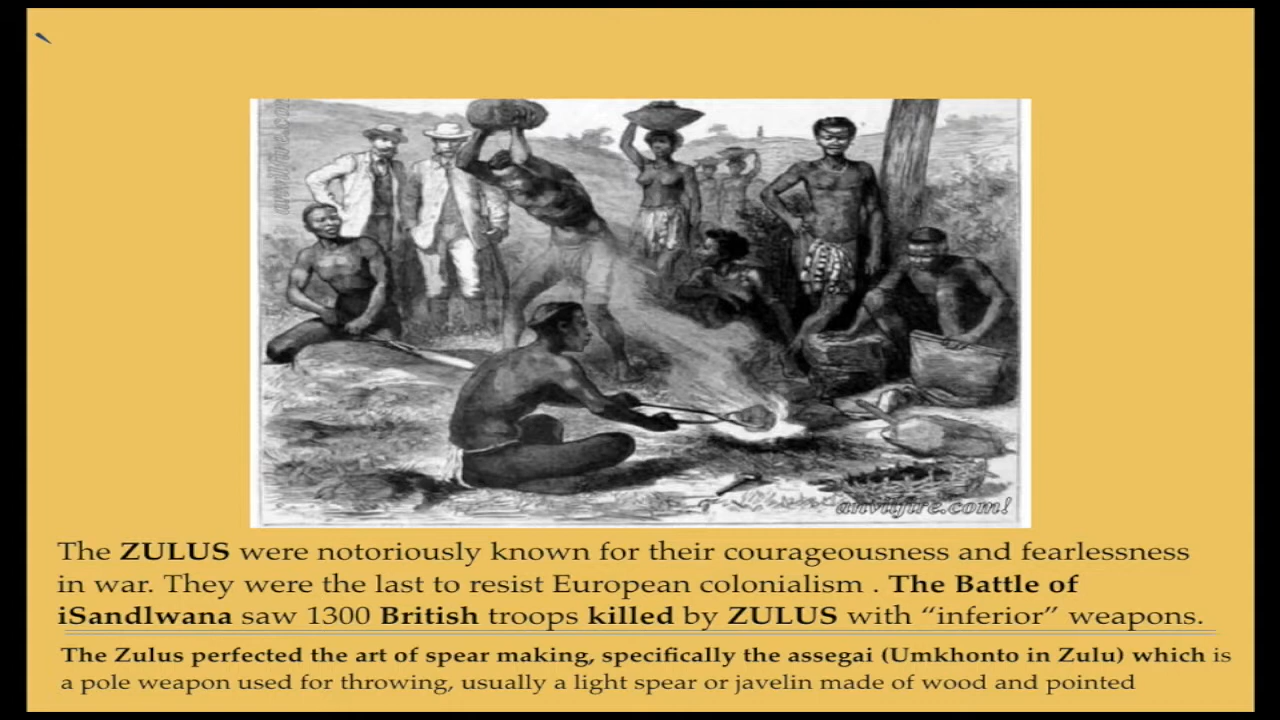 anvilfire.com!
The ZULUS were notoriously known for their courageousness and fearlessness
in war. They were the last to resist European colonialism . The Battle of
iSandlwana saw 1300 British troops killed by ZULUS with “inferior” weapons.
The Zulus perfected the art of spear making, specifically the assegai (Umkhonto in Zulu) which is
a pole weapon used for throwing, usually a light spear or javelin made of wood and pointed